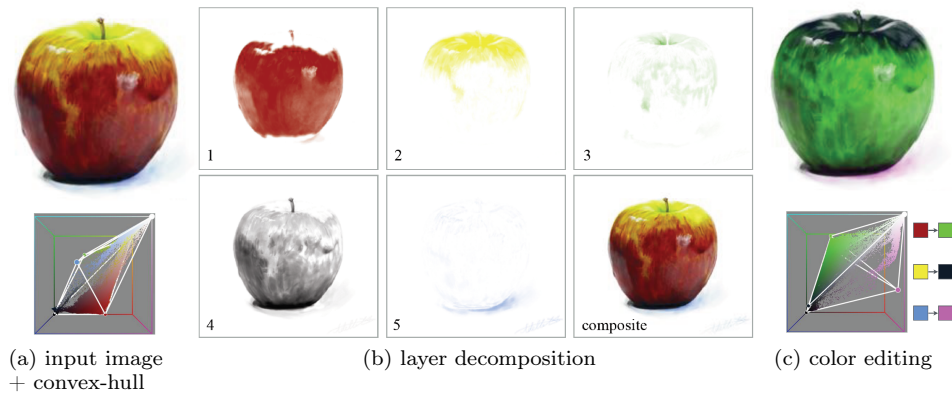 1
2
3
4
5
composite
(a) input image
+ convex-hull
(b) layer decomposition
(c) color editing